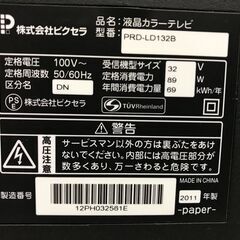 株式会社ピクセラ
品名：液晶カラーテレビ
型番： PRD-LD132B
定格電圧 100V～
定格周波数 50/60Hz
区分名 DN
受信機型サイズ 32 V
定格消費電力 89 W
年間消費電力量 69 kWh/年
PS E
株式会社ピクセラ
TÜVRheinland
高圧注意
警告
サービスマン以外の方は裏ぶたをあけないでください。内部には高電圧部分が数多くあり、万一さわると危険です。
製造番号
12PH032561E
2011 年製
-paper-